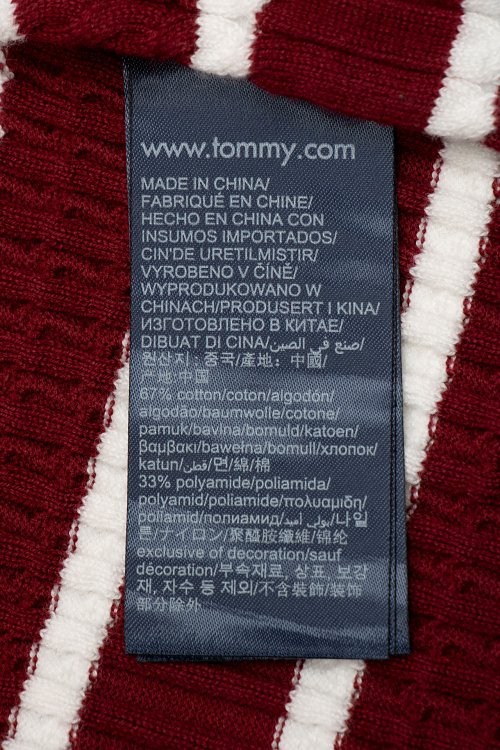 www.tommy.com
MADE IN CHINA/
FABRIQUÉ EN CHINE/
HECHO EN CHINA CON
INSUMOS IMPORTADOS/
CIN'DE URETILMISTIR/
VYROBENO V ČÍNĚ/
WYPRODUKOWANO W
CHINACH/PRODUSERT I KINA/
ИЗГОТОВЛЕНО В КИТАЕ/
DIBUAT DI CINA/صنع في الصين/
원산지 : 중국/產地：中國/
产地:中国
67% cotton/coton/algodón/
algodão/baumwolle/cotone/
pamuk/bavlna/bomuld/katoen/
βαμβακι/bawełna/bomull/хлопок/
katun/قطن/면/綿/棉
33% polyamide/poliamida/
polyamid/poliamide/πολυαμιδη/
poliamid/полиамид/بولي أميد/나일
론/ナイロン/聚醯胺纖維/锦纶
exclusive of decoration/sauf
décoration/부속재료, 상표, 보강
재, 자수 등 제외/不含裝飾/装饰
部分除外